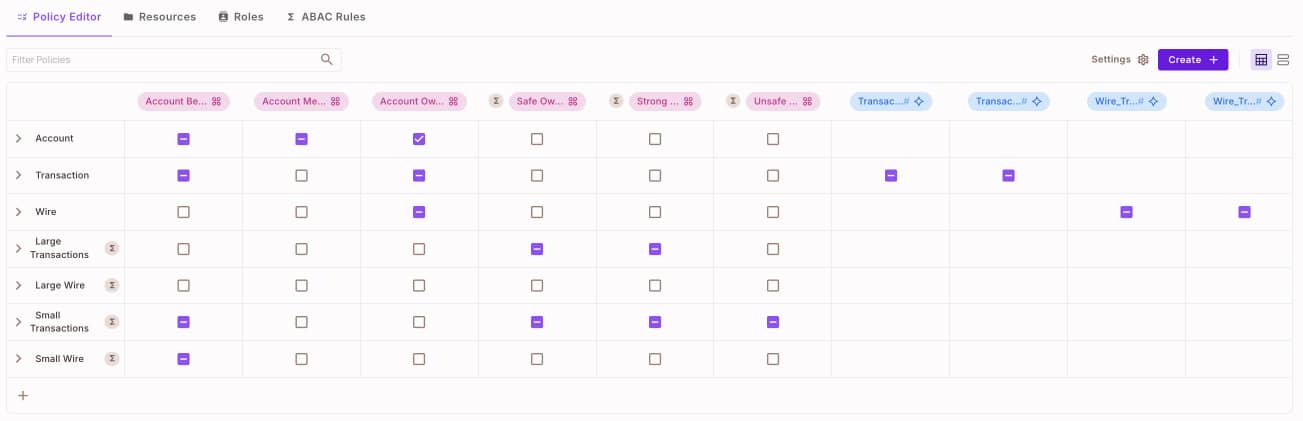 Policy Editor Resources Roles Σ ABAC Rules
Filter Policies Settings Create +
Account Be... Account Me... Account Ow... Σ Safe Ow... Σ Strong ... Σ Unsafe ... Transac...# Transac...# Wire_Tr...# Wire_Tr...#
Account
Transaction
Wire
Large
Transactions Σ
Large Wire Σ
Small
Transactions Σ
Small Wire Σ
+